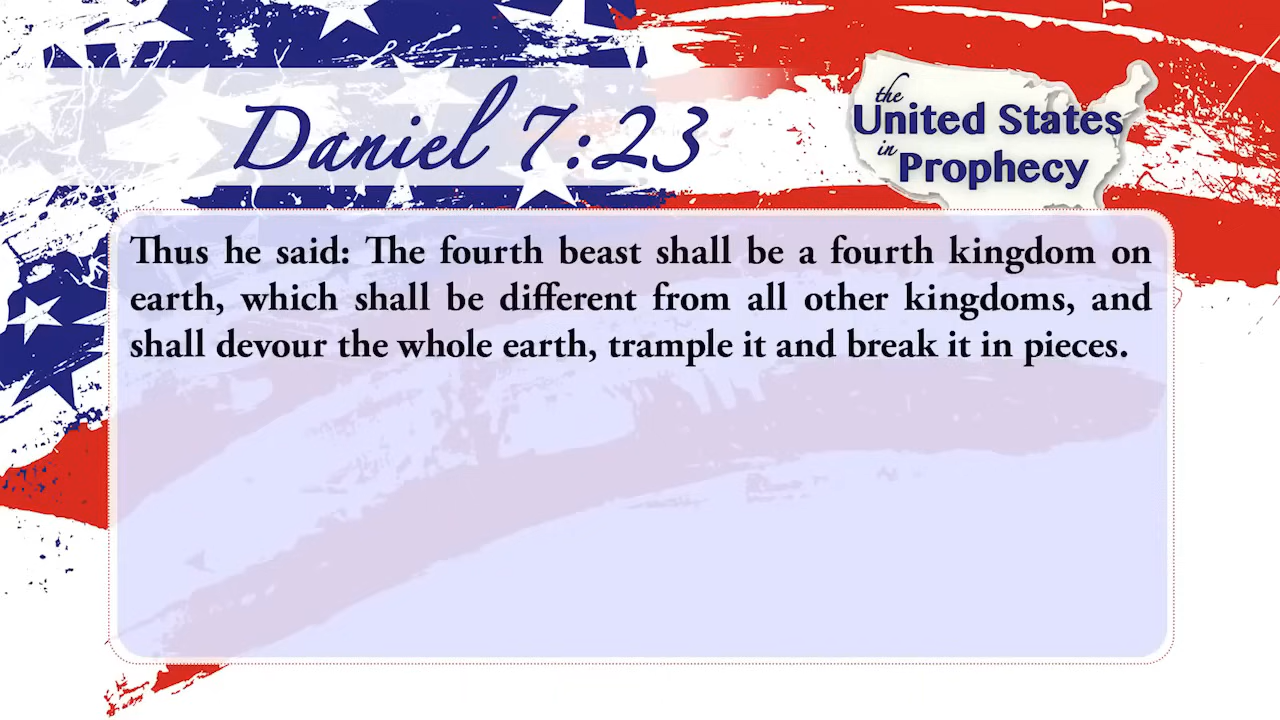 Daniel 7:23
the
United States
in
Prophecy
Thus he said: The fourth beast shall be a fourth kingdom on
earth, which shall be different from all other kingdoms, and
shall devour the whole earth, trample it and break it in pieces.